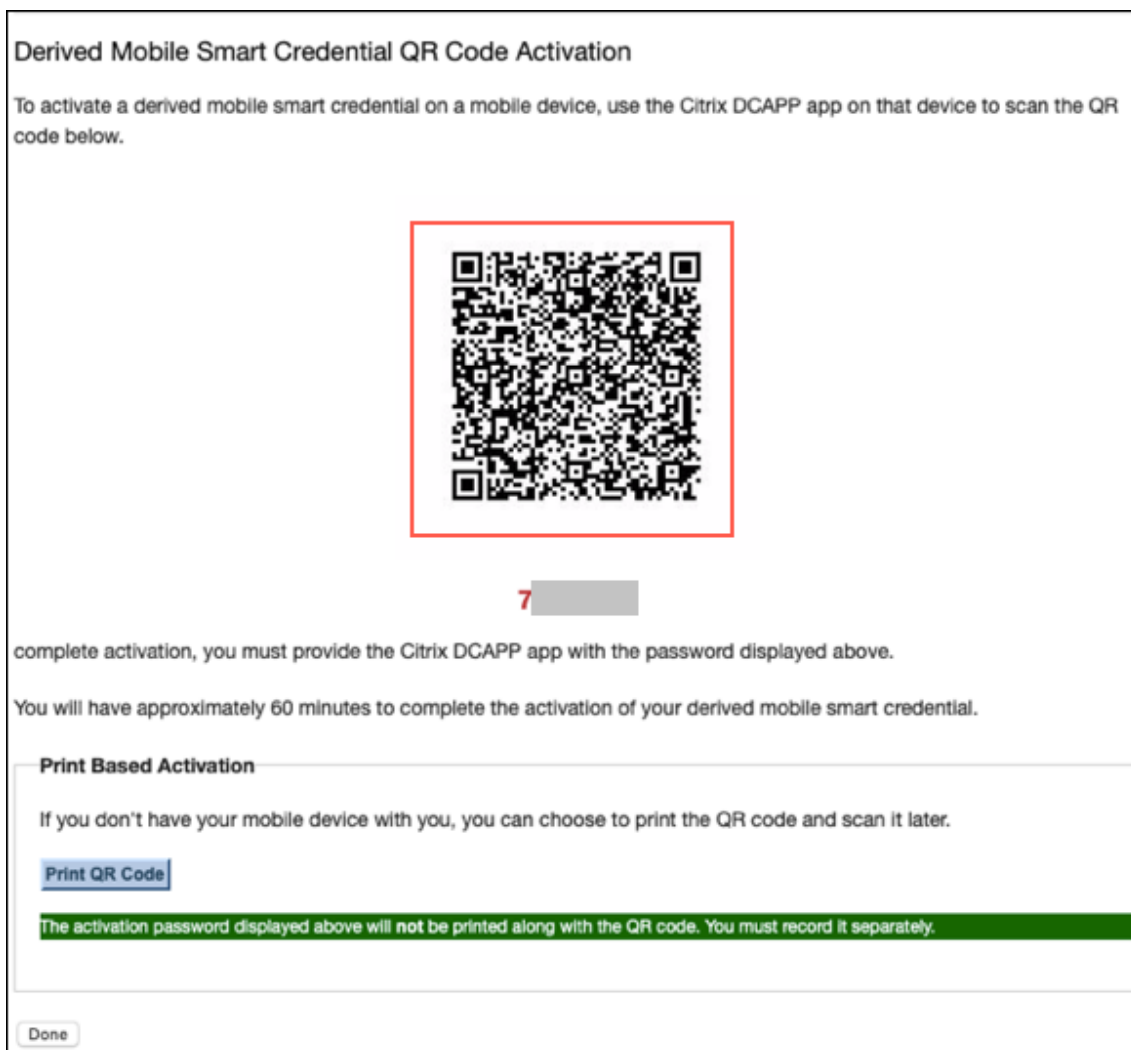 Derived Mobile Smart Credential QR Code Activation
To activate a derived mobile smart credential on a mobile device, use the Citrix DCAPP app on that device to scan the QR
code below.
7
complete activation, you must provide the Citrix DCAPP app with the password displayed above.
You will have approximately 60 minutes to complete the activation of your derived mobile smart credential.
Print Based Activation
If you don't have your mobile device with you, you can choose to print the QR code and scan it later.
Print QR Code
The activation password displayed above will not be printed along with the QR code. You must record it separately.
Done